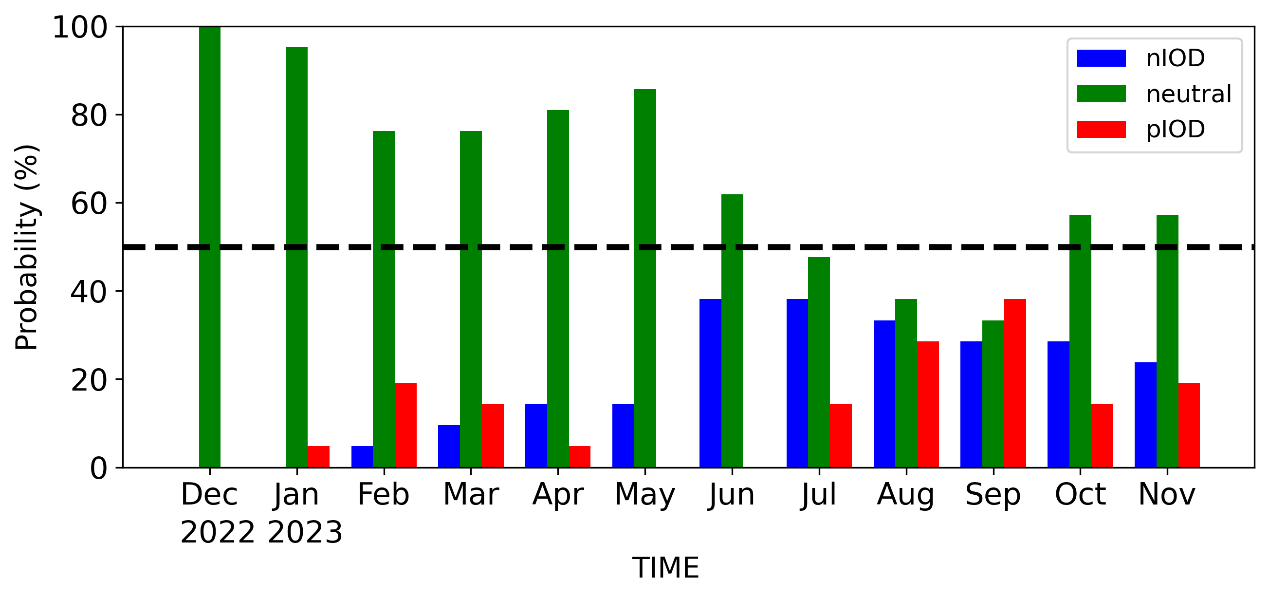 Probability (%)
100
80
60
40
20
0
nIOD
neutral
pIOD
Dec Jan Feb Mar Apr May Jun Jul Aug Sep Oct Nov
2022 2023
TIME